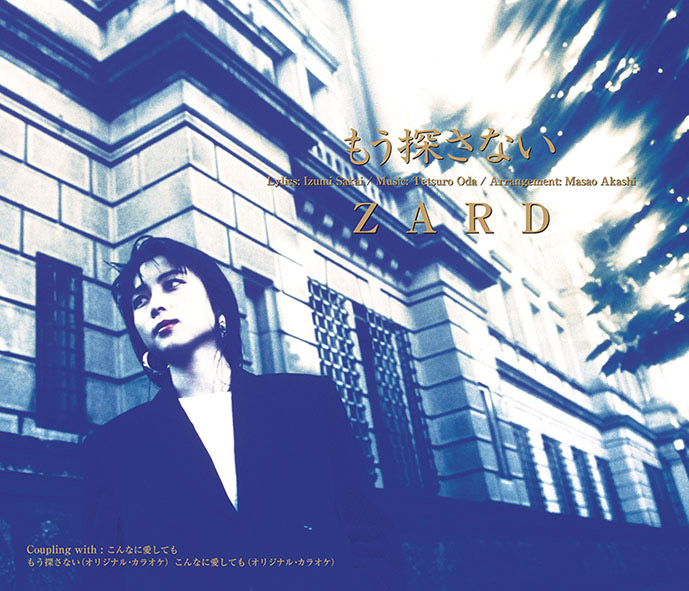 もう探さない
Lyrics: Izumi Sakai / Music: Tetsuro Oda / Arrangement: Masao Akashi
ZARD
Coupling with : こんなに愛しても
もう探さない(オリジナル・カラオケ) こんなに愛しても(オリジナル・カラオケ)